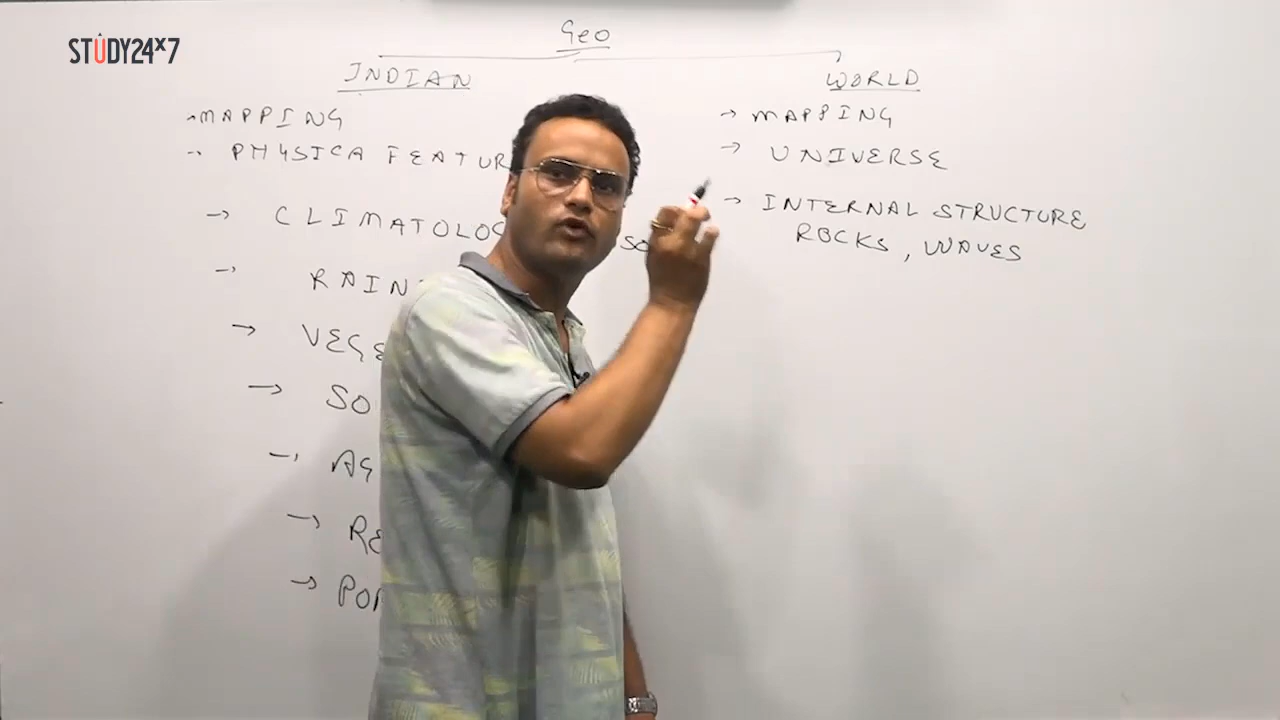 STUDY24x7
Geo
INDIAN
→ MAPPING
→ PHYSICA FEATUR
→ CLIMATOLOG
→ RAIN
→ VEGE
→ SO
→ AG
→ RE
→ POP
WORLD
→ MAPPING
→ UNIVERSE
→ INTERNAL STRUCTURE
ROCKS, WAVES